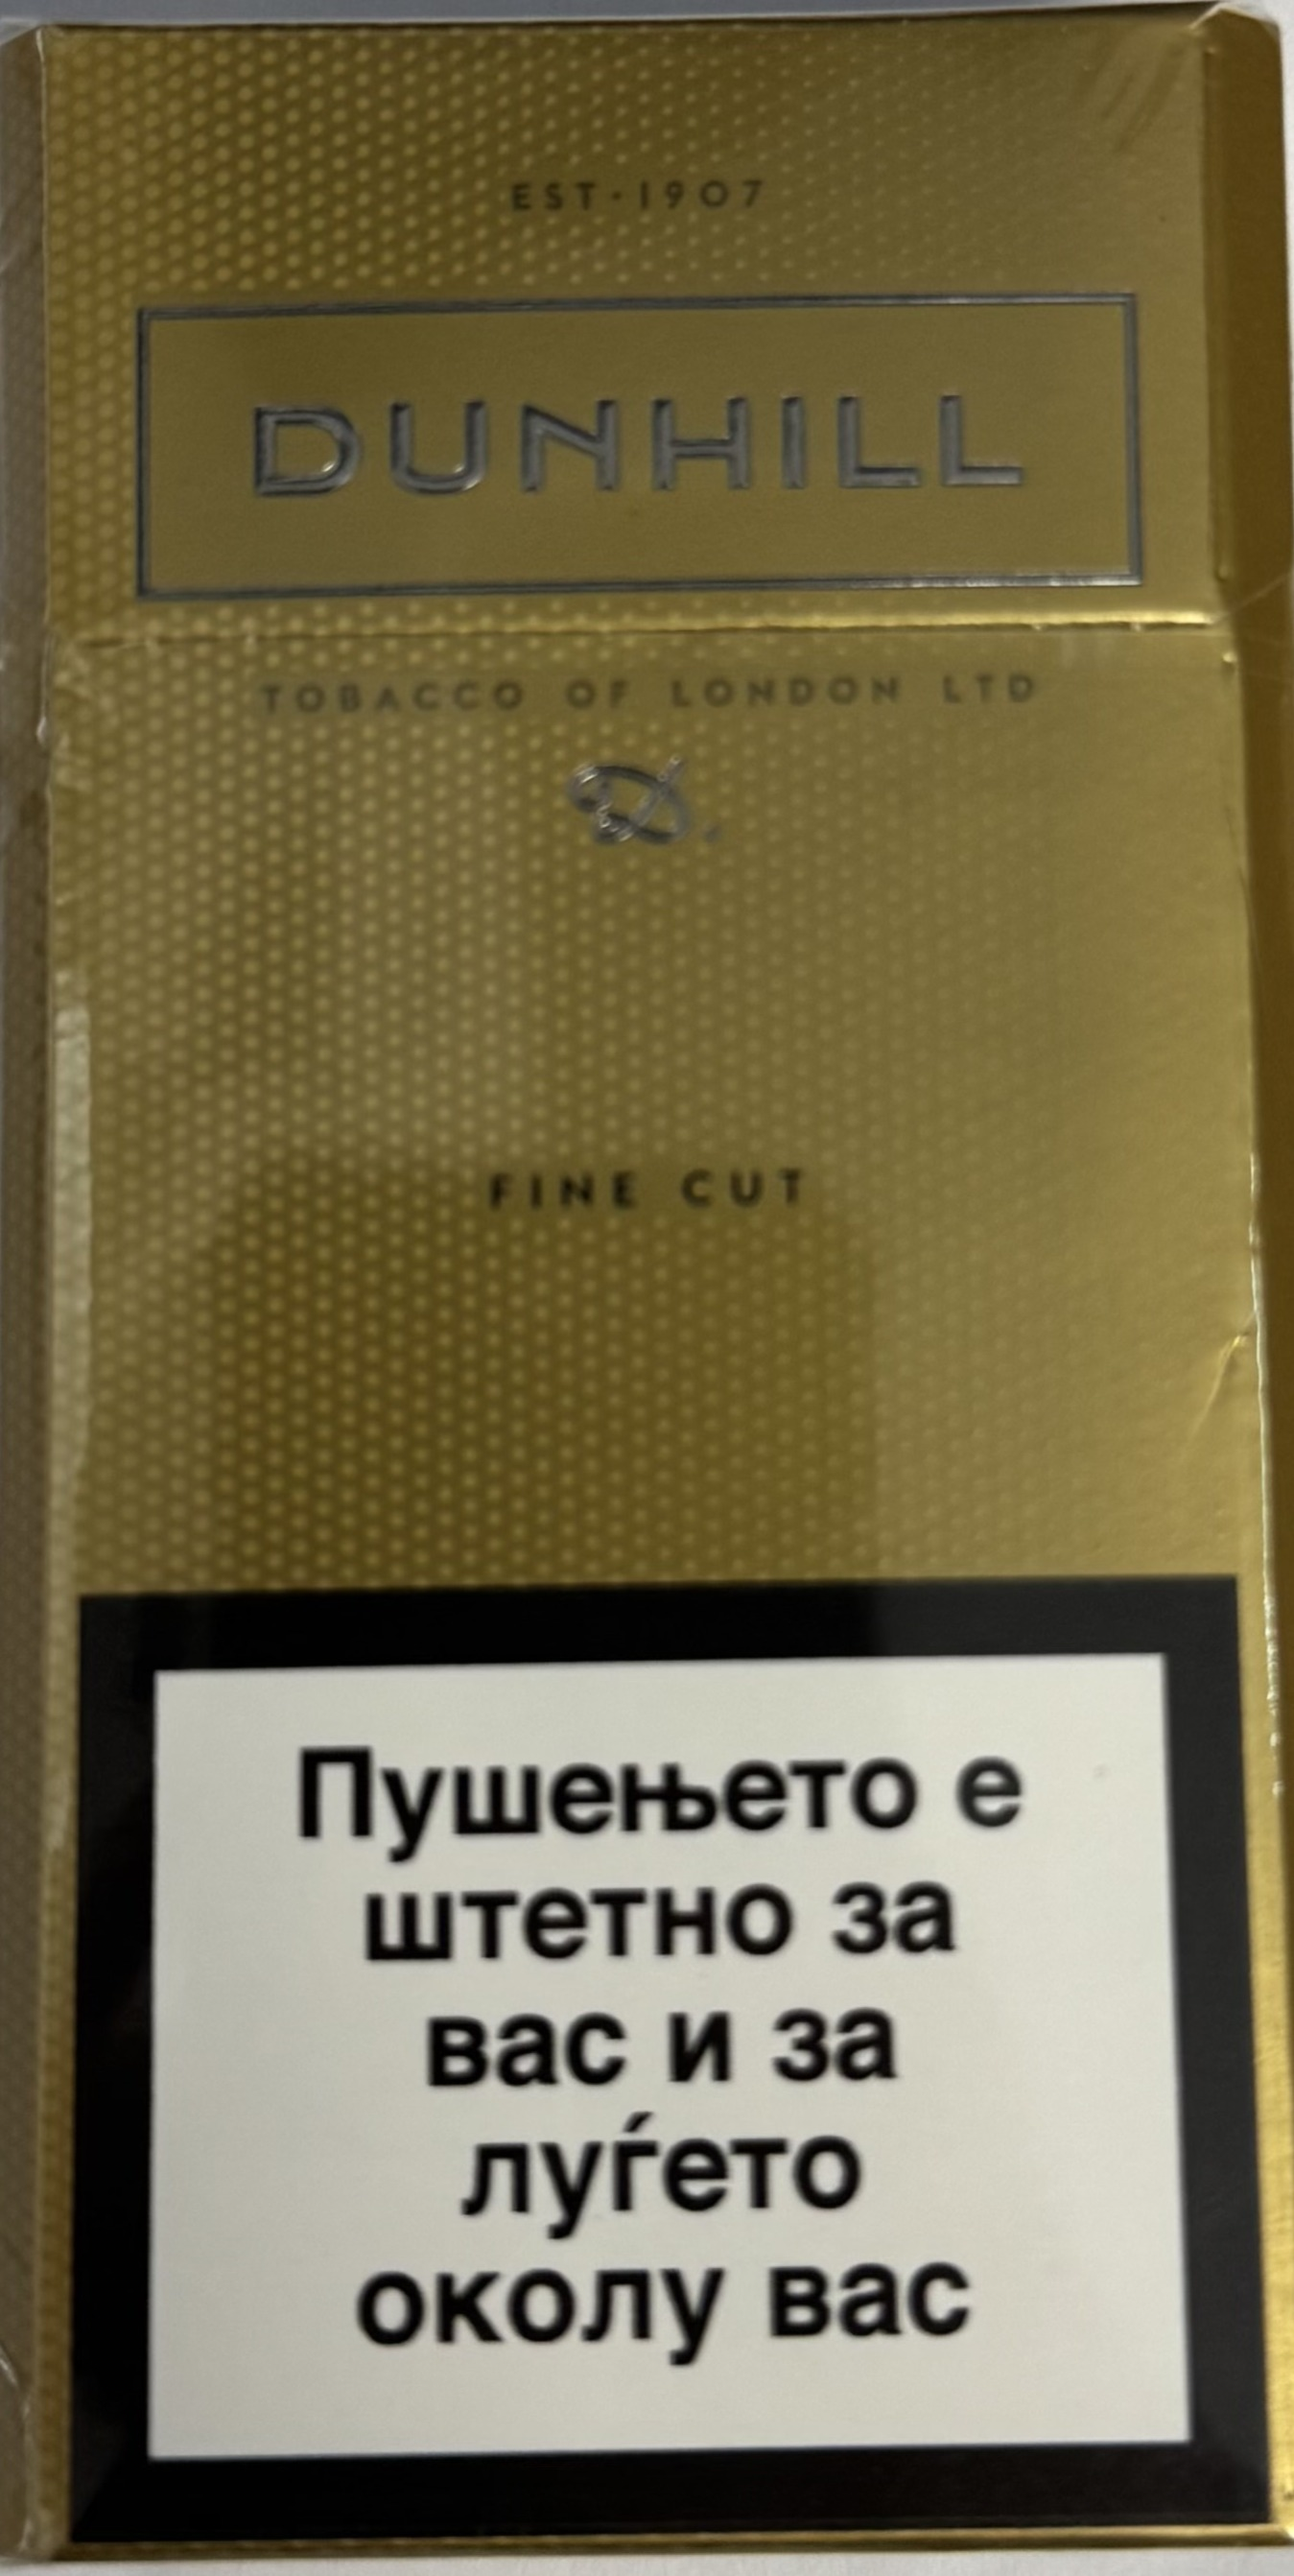 EST·1907
DUNHILL
TOBACCO OF LONDON LTD
FINE CUT
Пушењето е
штетно за
вас и за
луѓето
околу вас